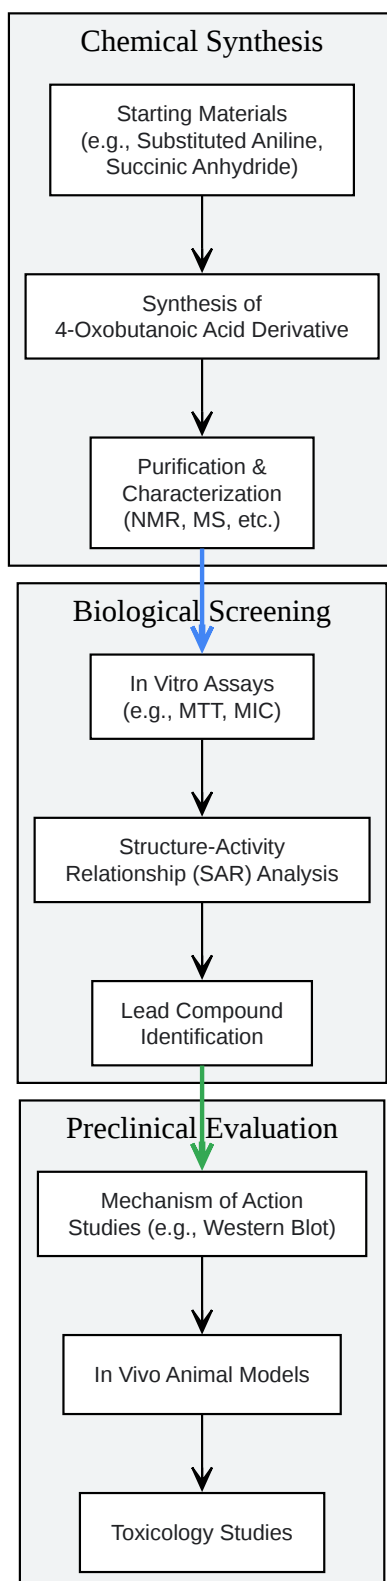 Chemical Synthesis
Starting Materials
(e.g., Substituted Aniline,
Succinic Anhydride)
Synthesis of
4-Oxobutanoic Acid Derivative
Purification &
Characterization
(NMR, MS, etc.)
Biological Screening
In Vitro Assays
(e.g., MTT, MIC)
Structure-Activity
Relationship (SAR) Analysis
Lead Compound
Identification
Preclinical Evaluation
Mechanism of Action
Studies (e.g., Western Blot)
In Vivo Animal Models
Toxicology Studies